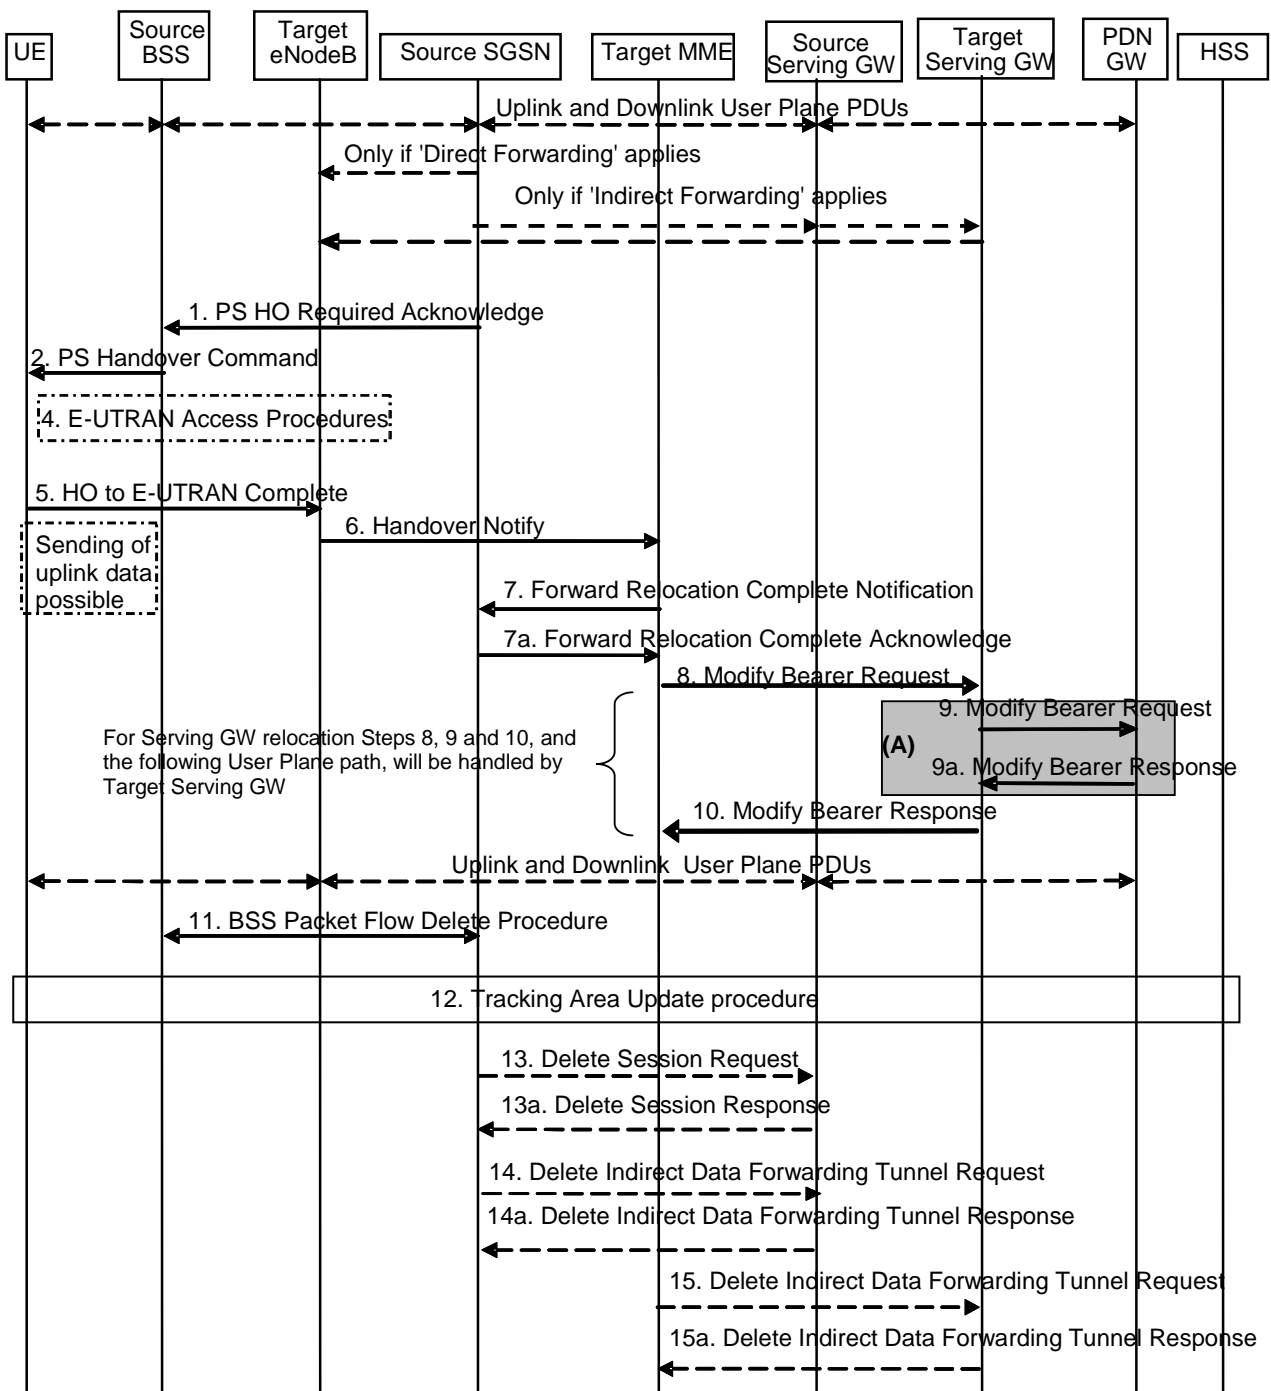 UE
Source
BSS
Target
eNodeB
Source SGSN
Target MME
Source
Serving GW
Target
Serving GW
PDN
GW
HSS
Uplink and Downlink User Plane PDUs
Only if 'Direct Forwarding' applies
Only if 'Indirect Forwarding' applies
1. PS HO Required Acknowledge
2. PS Handover Command
4. E-UTRAN Access Procedures
5. HO to E-UTRAN Complete
6. Handover Notify
Sending of
uplink data
possible
7. Forward Relocation Complete Notification
7a. Forward Relocation Complete Acknowledge
8. Modify Bearer Request
9. Modify Bearer Request
(A)
9a. Modify Bearer Response
For Serving GW relocation Steps 8, 9 and 10, and
the following User Plane path, will be handled by
Target Serving GW
10. Modify Bearer Response
Uplink and Downlink User Plane PDUs
11. BSS Packet Flow Delete Procedure
12. Tracking Area Update procedure
13. Delete Session Request
13a. Delete Session Response
14. Delete Indirect Data Forwarding Tunnel Request
14a. Delete Indirect Data Forwarding Tunnel Response
15. Delete Indirect Data Forwarding Tunnel Request
15a. Delete Indirect Data Forwarding Tunnel Response